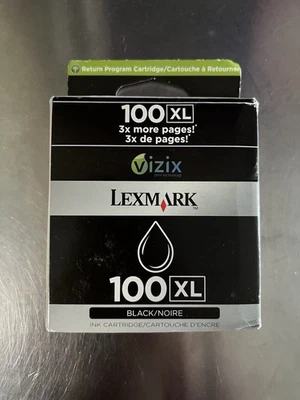 Return Program Cartridge/Cartouche à Retourner
100 XL
3x more pages!*
3x de pages!*
Vizix
LEXMARK™
100 XL
BLACK/NOIRE
INK CARTRIDGE/CARTOUCHE D'ENCRE